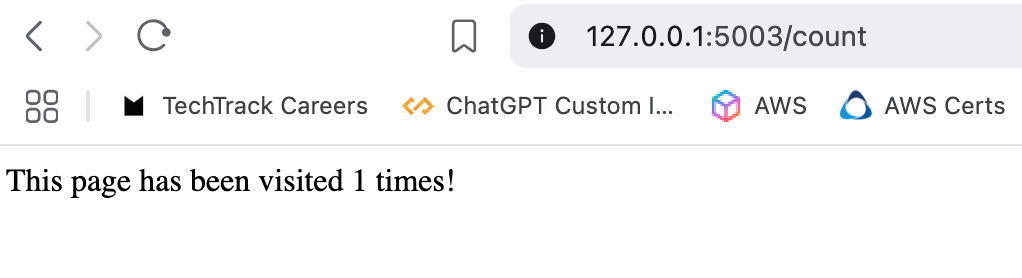 127.0.0.1:5003/count
TechTrack Careers ChatGPT Custom I... AWS AWS Certs
This page has been visited 1 times!